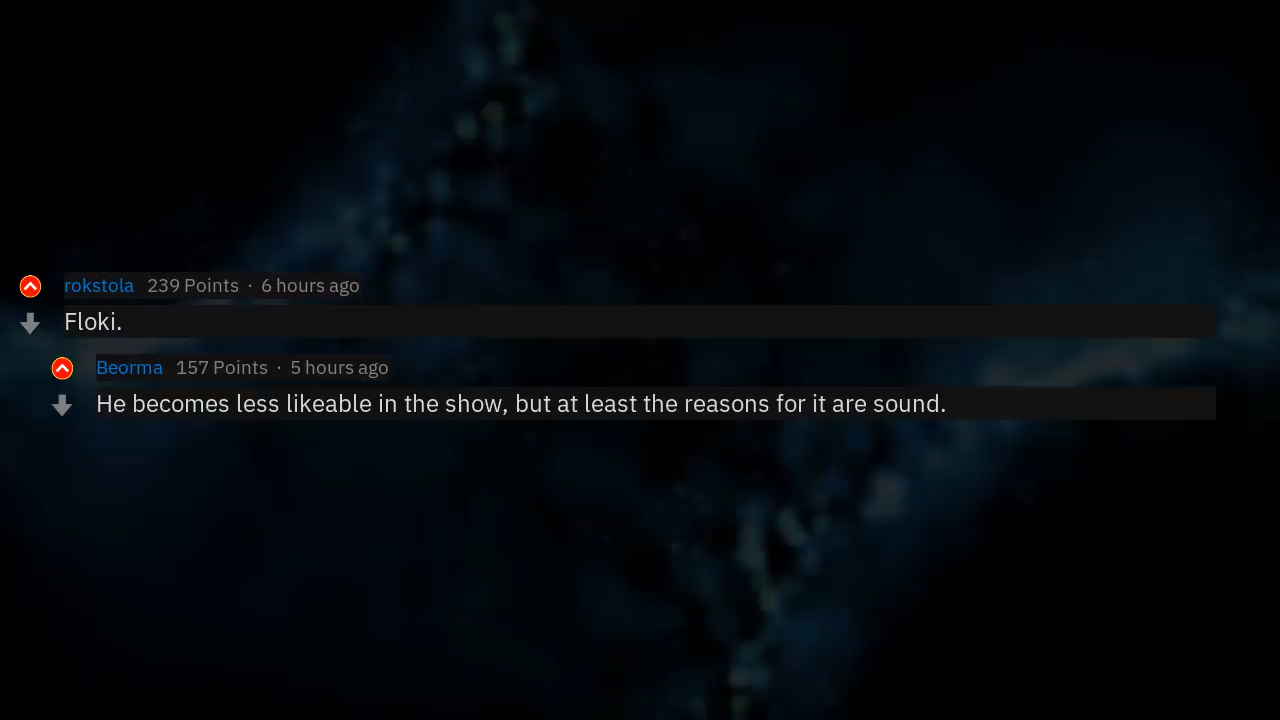 rokstola 239 Points · 6 hours ago
Floki.
Beorma 157 Points · 5 hours ago
He becomes less likeable in the show, but at least the reasons for it are sound.